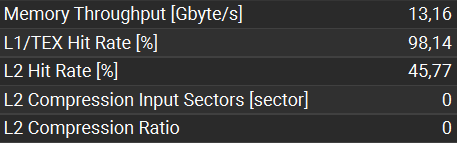 Memory Throughput [Gbyte/s] 13,16
L1/TEX Hit Rate [%] 98,14
L2 Hit Rate [%] 45,77
L2 Compression Input Sectors [sector] 0
L2 Compression Ratio 0